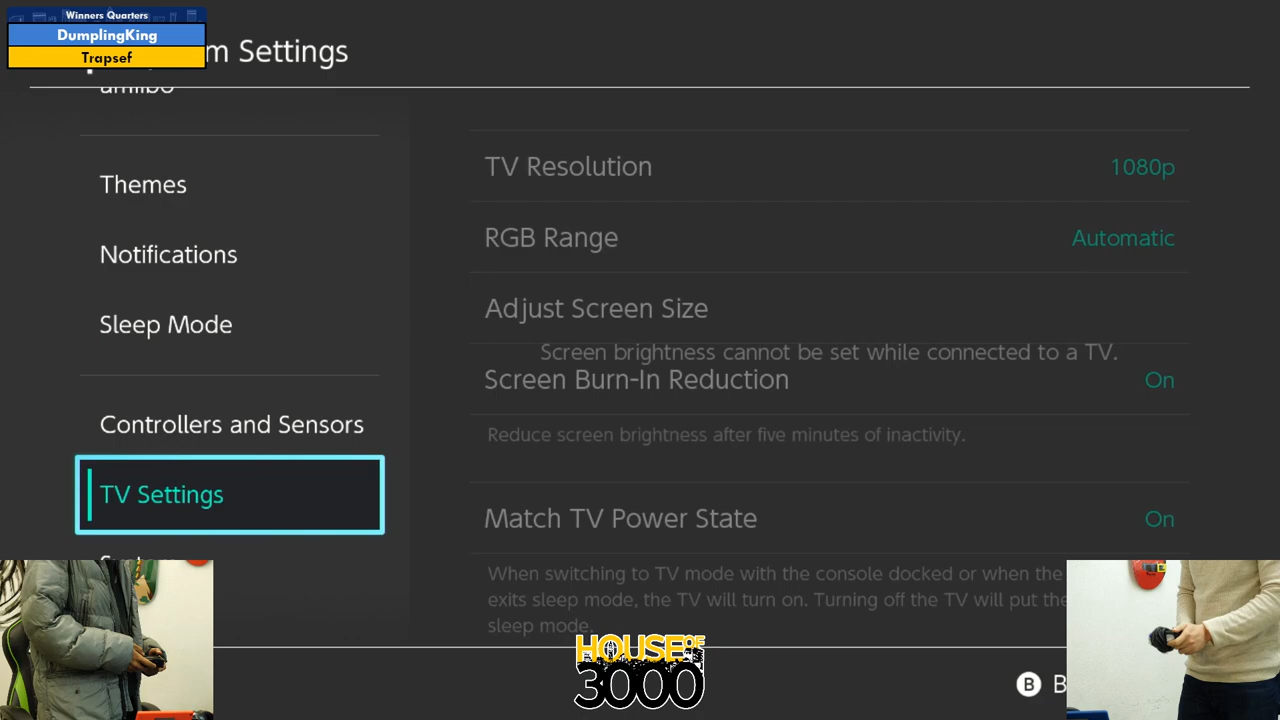 Winners Quarters
DumplingKing
Trapsef
m Settings
amiibo
Themes
Notifications
Sleep Mode
Controllers and Sensors
TV Settings
TV Resolution 1080p
RGB Range Automatic
Adjust Screen Size
Screen brightness cannot be set while connected to a TV.
Screen Burn-In Reduction On
Reduce screen brightness after five minutes of inactivity.
Match TV Power State On
When switching to TV mode with the console docked or when the
exits sleep mode, the TV will turn on. Turning off the TV will put the
sleep mode.
HOUSE OF
3000
B B